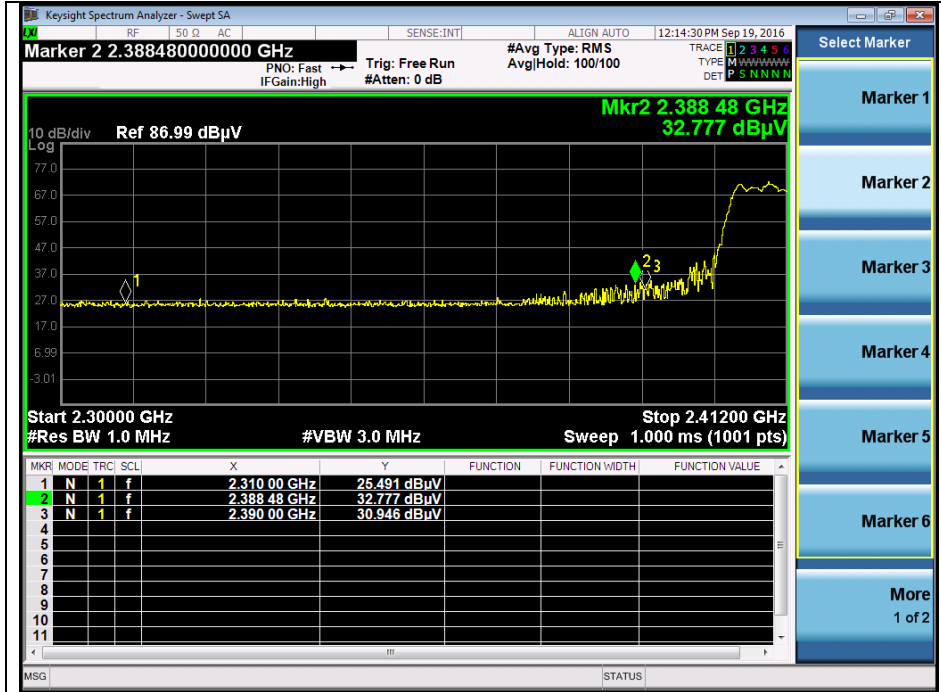 Keysight Spectrum Analyzer - Swept SA
LXI RF 50 Ω AC SENSE:INT ALIGN AUTO 12:14:30 PM Sep 19, 2016
Marker 2 2.388480000000 GHz
PNO: Fast
IFGain:High
Trig: Free Run
#Atten: 0 dB
#Avg Type: RMS
Avg|Hold: 100/100
TRACE 1 2 3 4 5 6
TYPE M W W W W W
DET P S N N N N
Mkr2 2.388 48 GHz
32.777 dBµV
10 dB/div Ref 86.99 dBµV
Log
77.0
67.0
57.0
47.0
37.0
27.0
17.0
6.99
-3.01
1
2
3
Start 2.30000 GHz Stop 2.41200 GHz
#Res BW 1.0 MHz #VBW 3.0 MHz Sweep 1.000 ms (1001 pts)
MKR MODE TRC SCL X Y FUNCTION FUNCTION WIDTH FUNCTION VALUE
1 N 1 f 2.310 00 GHz 25.491 dBµV
2 N 1 f 2.388 48 GHz 32.777 dBµV
3 N 1 f 2.390 00 GHz 30.946 dBµV
4
5
6
7
8
9
10
11
MSG STATUS
Select Marker
Marker 1
Marker 2
Marker 3
Marker 4
Marker 5
Marker 6
More
1 of 2